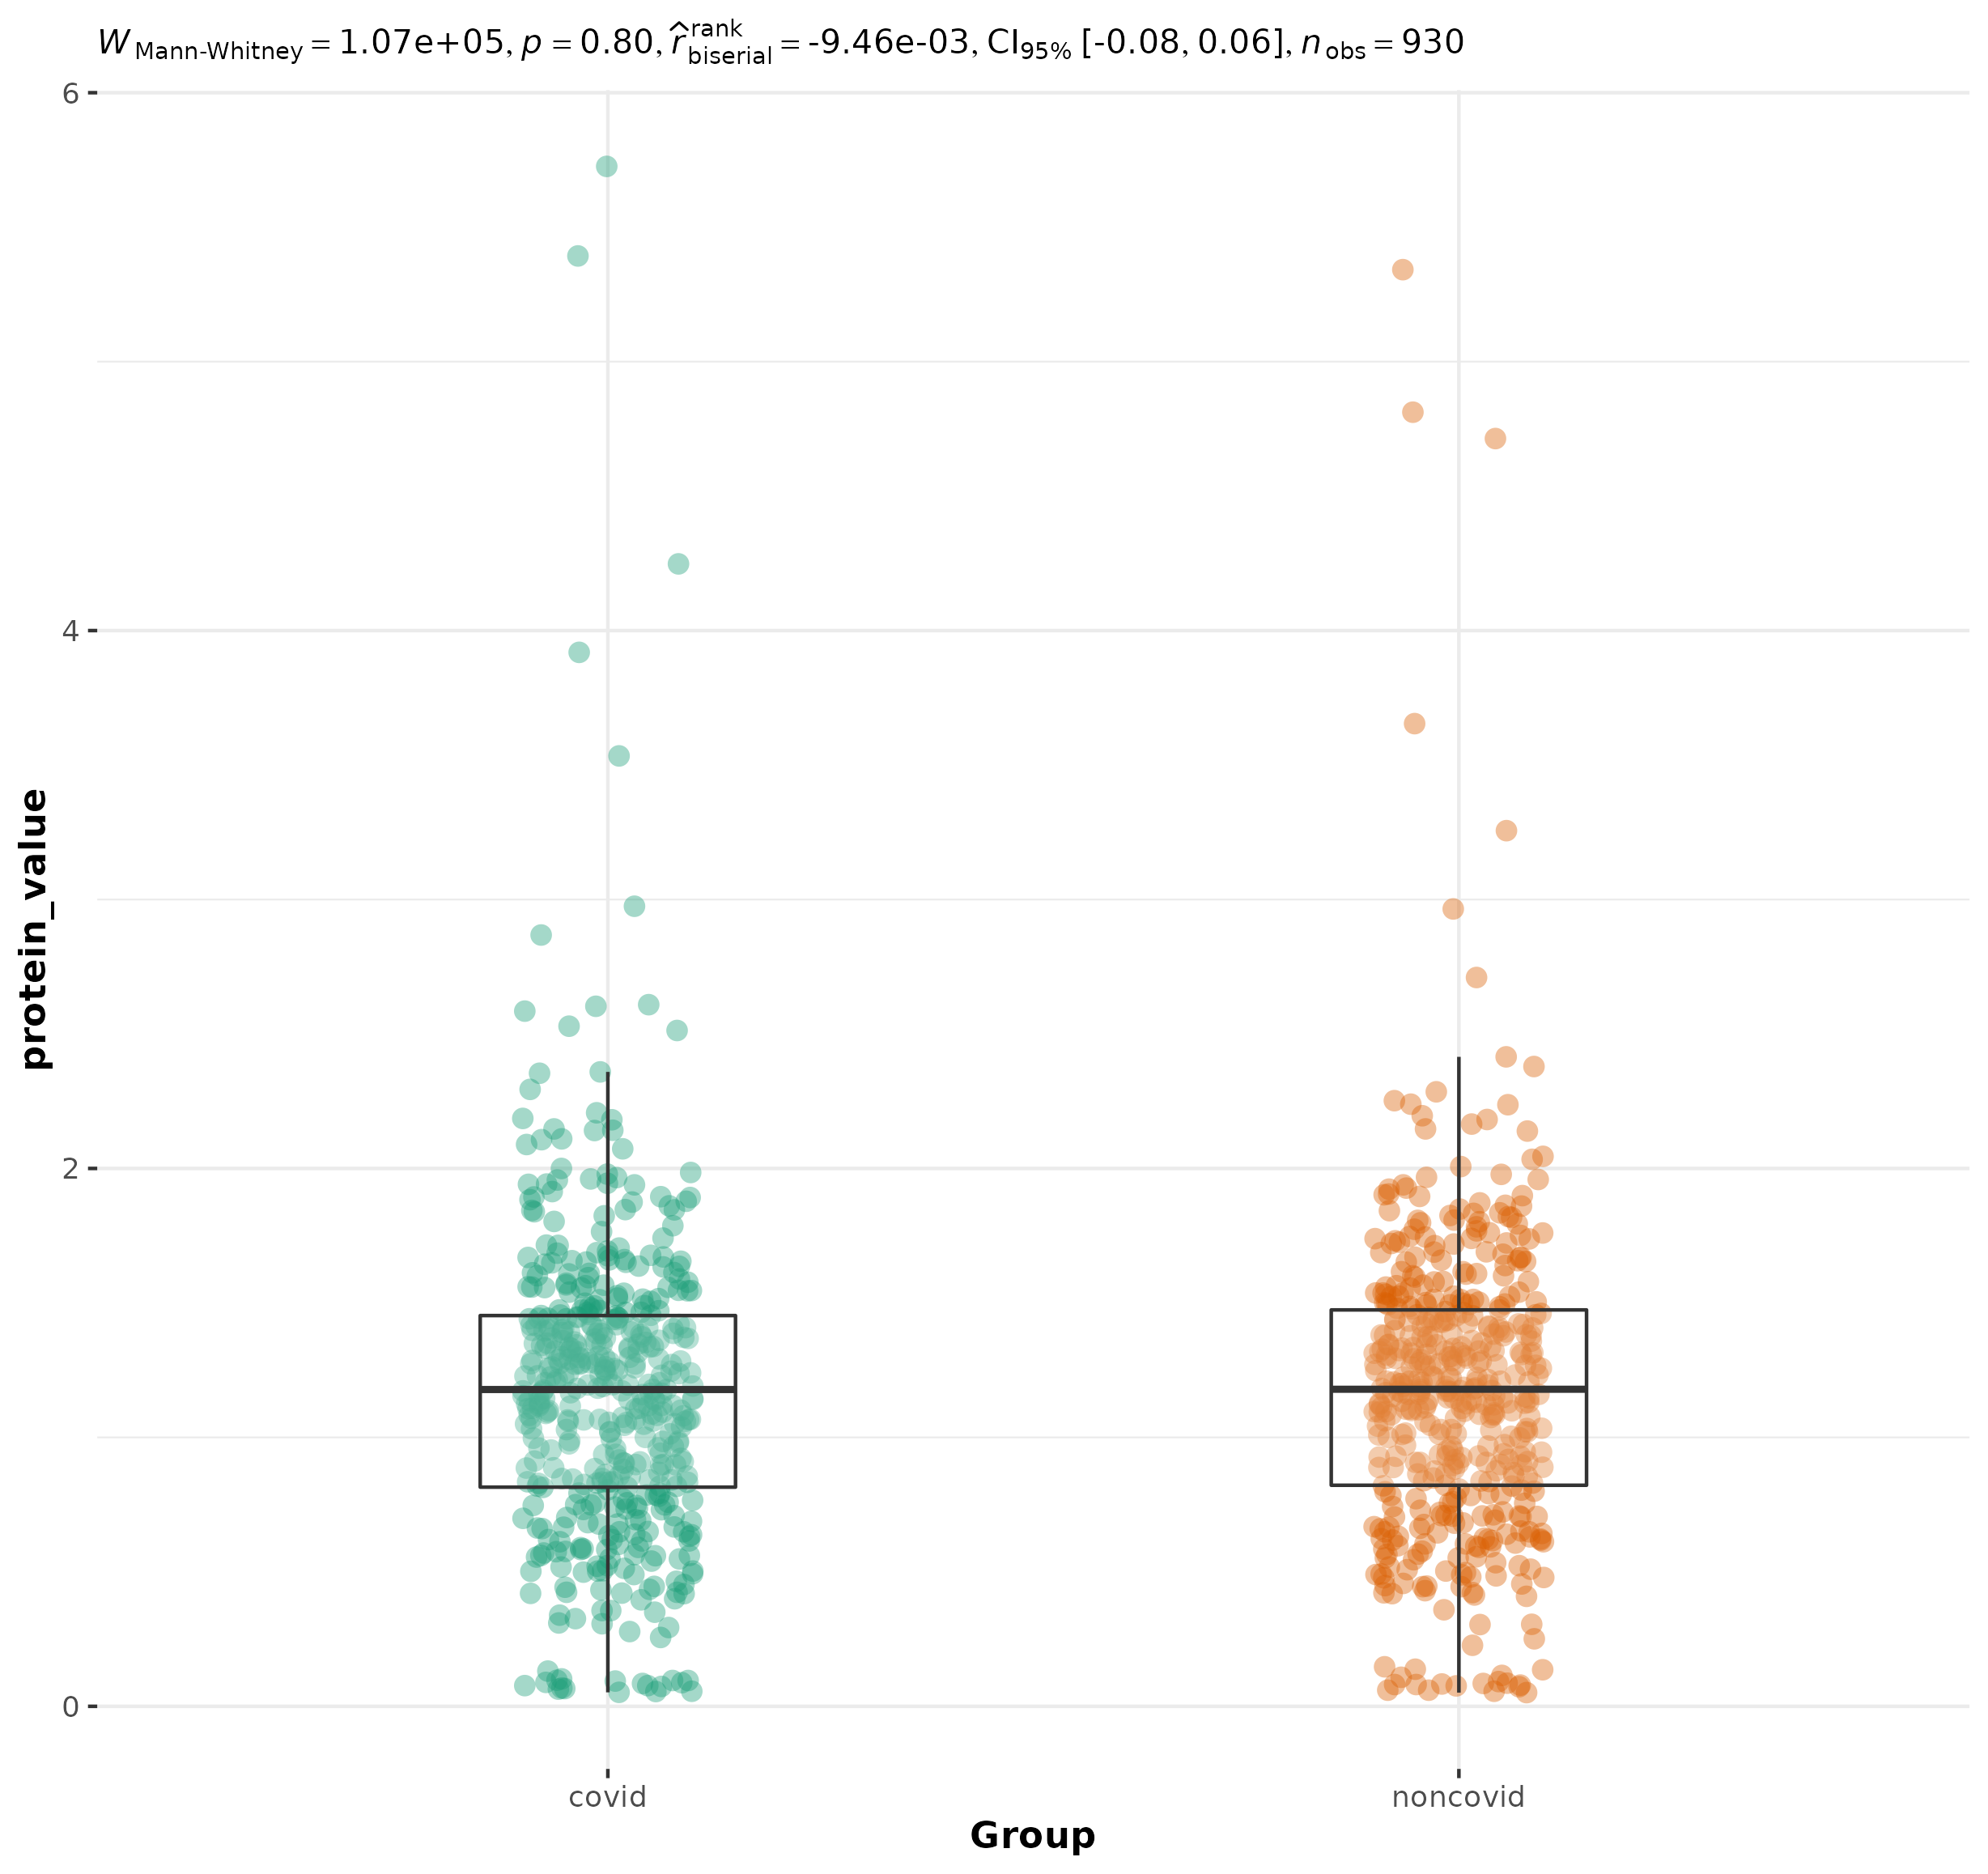 W Mann-Whitney = 1.07e+05, p = 0.80, r̂ rank biserial = -9.46e-03, CI95% [-0.08, 0.06], n obs = 930
6
4
2
0
protein_value
covid noncovid
Group